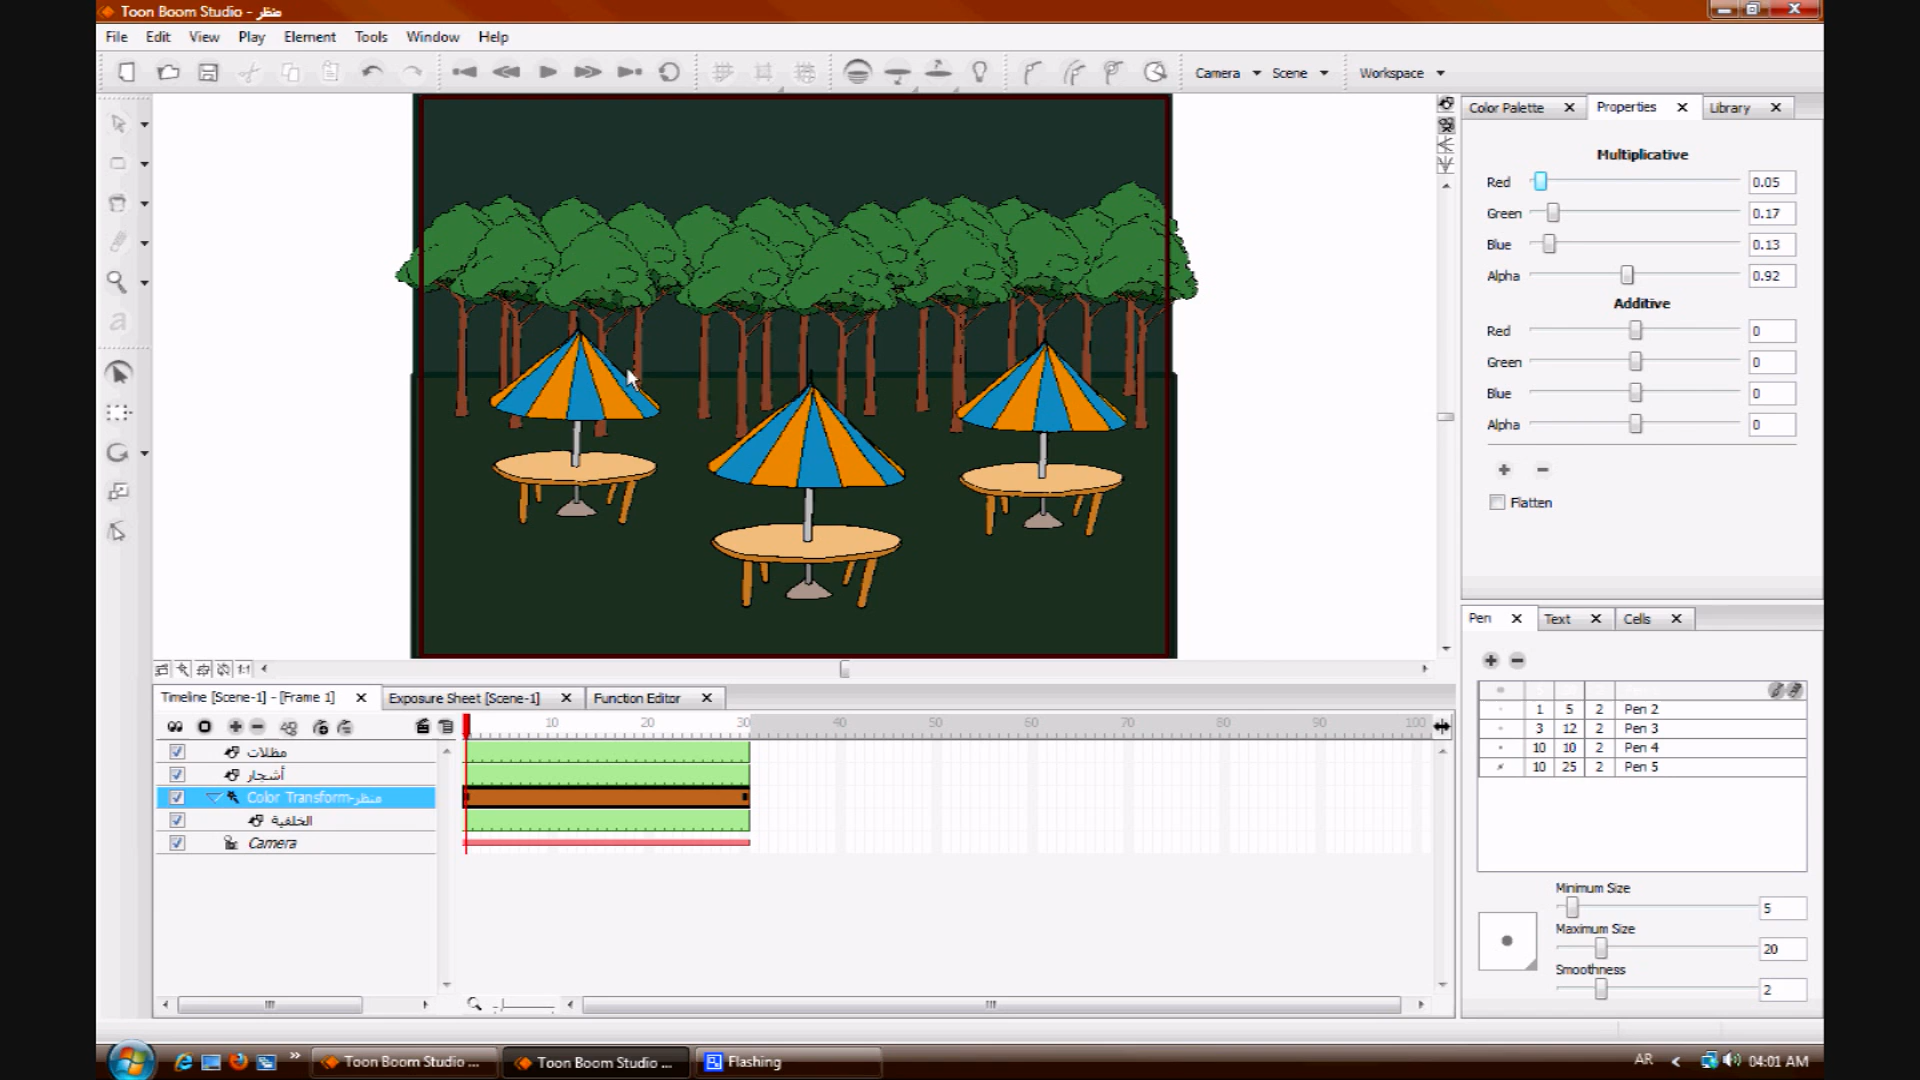 Toon Boom Studio - منظر
File Edit View Play Element Tools Window Help
Camera Scene Workspace
Color Palette Properties Library
Multiplicative
Red 0.05
Green 0.17
Blue 0.13
Alpha 0.92
Additive
Red 0
Green 0
Blue 0
Alpha 0
Flatten
Pen Text Cells
1 5 2 Pen 2
3 12 2 Pen 3
10 10 2 Pen 4
10 25 2 Pen 5
Minimum Size
5
Maximum Size
20
Smoothness
2
Timeline [Scene-1] - [Frame 1] Exposure Sheet [Scene-1] Function Editor
10 20 30 40 50 60 70 80 90 100
مظلات
أشجار
Color Transform-منظر
الخلفية
Camera
Toon Boom Studio ... Toon Boom Studio ... Flashing
AR 04:01 AM